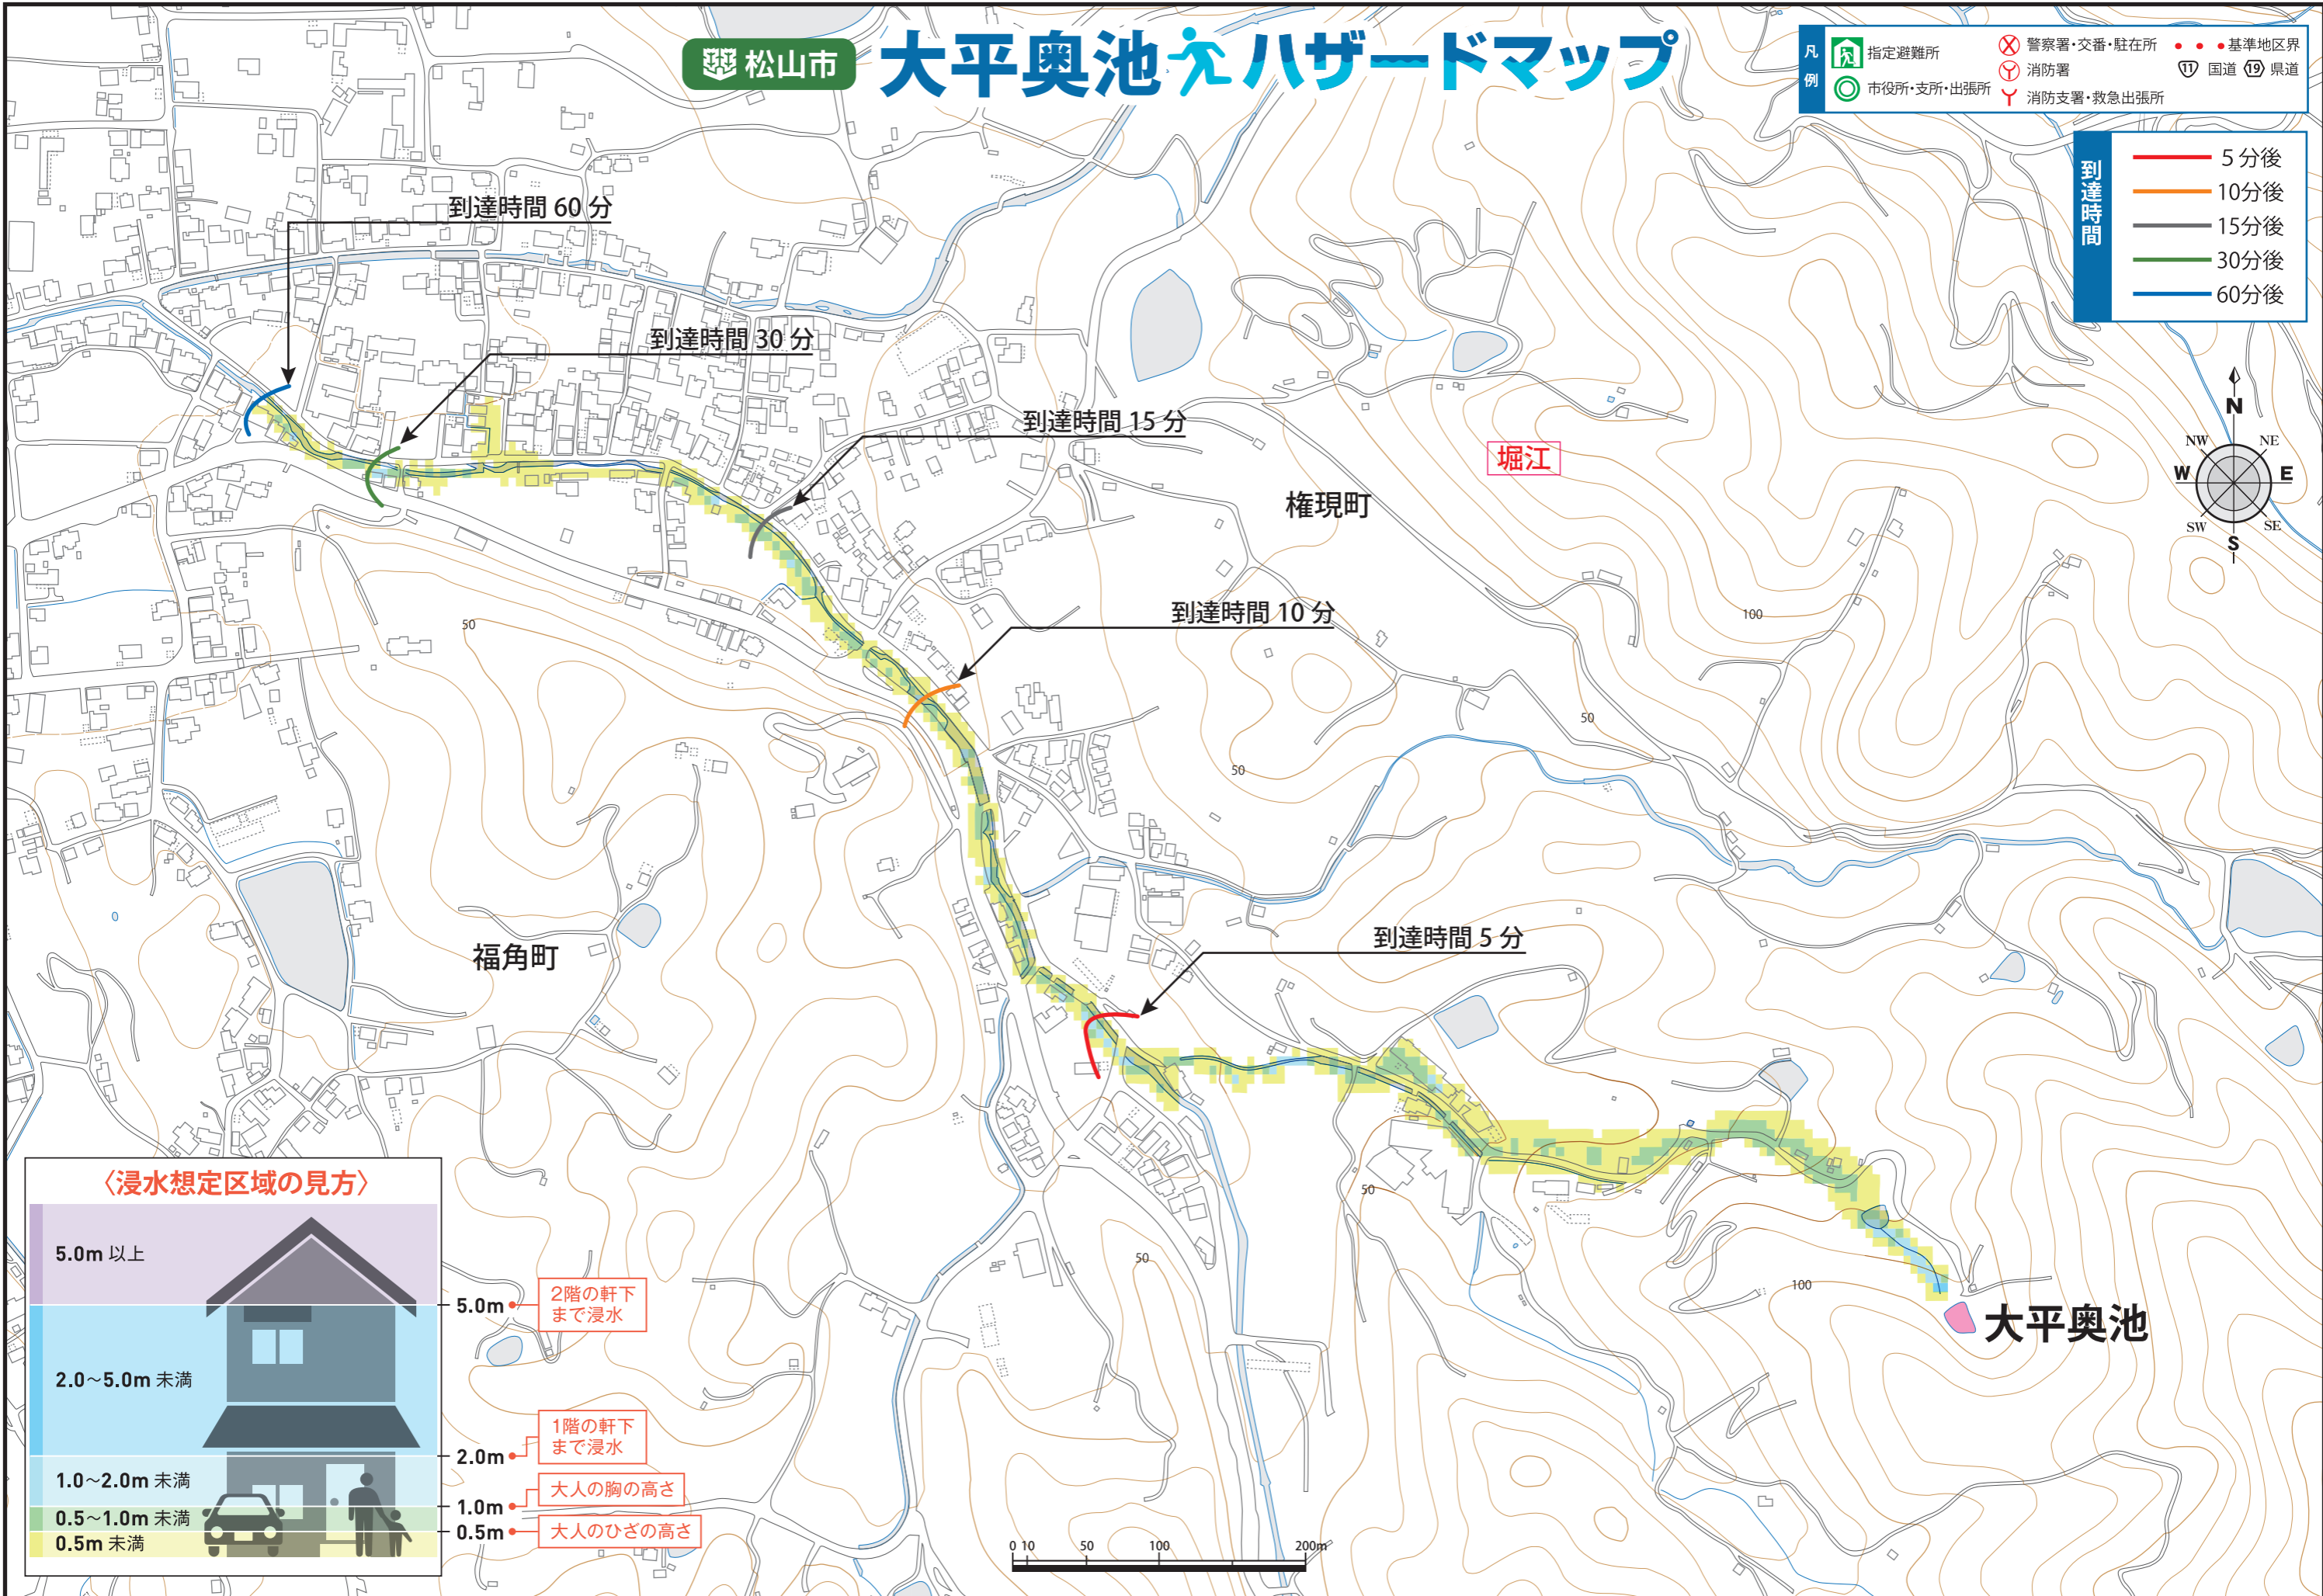 松山市
大平奥池 ハザードマップ
凡例
指定避難所
市役所・支所・出張所
警察署・交番・駐在所
消防署
消防支署・救急出張所
基準地区界
11 国道 19 県道
到達時間
5分後
10分後
15分後
30分後
60分後
到達時間 60 分
到達時間 30 分
到達時間 15 分
到達時間 10 分
到達時間 5 分
N
NW NE
W E
SW SE
S
堀江
権現町
福角町
大平奥池
50
100
50
50
50
50
100
〈浸水想定区域の見方〉
5.0m 以上
2.0~5.0m 未満
1.0~2.0m 未満
0.5~1.0m 未満
0.5m 未満
5.0m
2階の軒下
まで浸水
2.0m
1階の軒下
まで浸水
1.0m
大人の胸の高さ
0.5m
大人のひざの高さ
0 10 50 100 200m